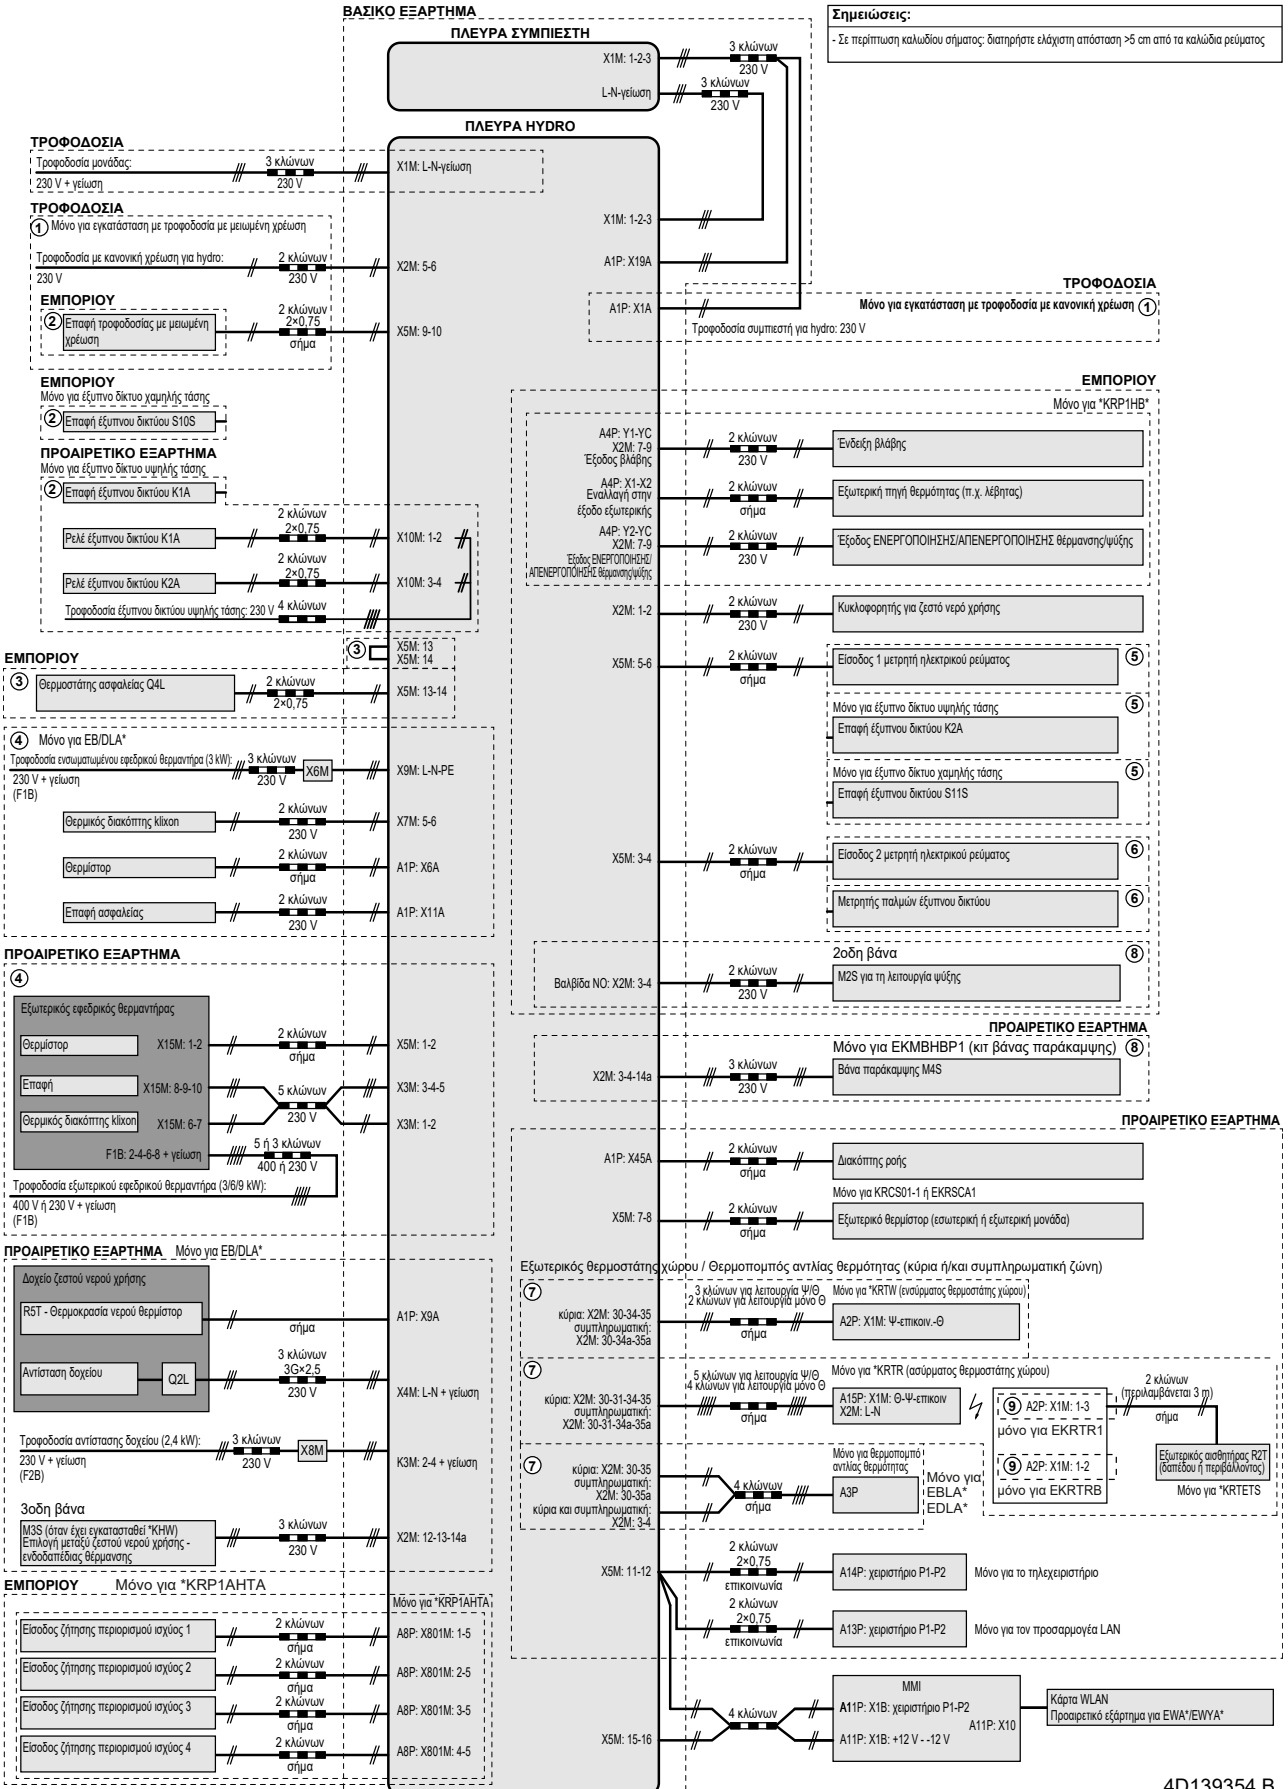 ΒΑΣΙΚΟ ΕΞΑΡΤΗΜΑ
Σημειώσεις:
- Σε περίπτωση καλωδίου σήματος: διατηρήστε ελάχιστη απόσταση >5 cm από τα καλώδια ρεύματος
ΠΛΕΥΡΑ ΣΥΜΠΙΕΣΤΗ
X1M: 1-2-3
3 κλώνων
230 V
L-N-γείωση
3 κλώνων
230 V
ΠΛΕΥΡΑ HYDRO
ΤΡΟΦΟΔΟΣΙΑ
Τροφοδοσία μονάδας:
230 V + γείωση
3 κλώνων
230 V
X1M: L-N-γείωση
X1M: 1-2-3
A1P: X19A
A1P: X1A
ΤΡΟΦΟΔΟΣΙΑ
Μόνο για εγκατάσταση με τροφοδοσία με κανονική χρέωση 1
Τροφοδοσία συμπιεστή για hydro: 230 V
ΤΡΟΦΟΔΟΣΙΑ
1 Μόνο για εγκατάσταση με τροφοδοσία με μειωμένη χρέωση
Τροφοδοσία με κανονική χρέωση για hydro:
230 V
2 κλώνων
230 V
X2M: 5-6
ΕΜΠΟΡΙΟΥ
2 Επαφή τροφοδοσίας με μειωμένη
χρέωση
2 κλώνων
2×0,75
σήμα
X5M: 9-10
ΕΜΠΟΡΙΟΥ
Μόνο για έξυπνο δίκτυο χαμηλής τάσης
2 Επαφή έξυπνου δικτύου S10S
ΠΡΟΑΙΡΕΤΙΚΟ ΕΞΑΡΤΗΜΑ
Μόνο για έξυπνο δίκτυο υψηλής τάσης
2 Επαφή έξυπνου δικτύου K1A
Ρελέ έξυπνου δικτύου K1A
2 κλώνων
2×0,75
X10M: 1-2
Ρελέ έξυπνου δικτύου K2A
2 κλώνων
2×0,75
X10M: 3-4
Τροφοδοσία έξυπνου δικτύου υψηλής τάσης: 230 V
4 κλώνων
3
X5M: 13
X5M: 14
ΕΜΠΟΡΙΟΥ
3 Θερμοστάτης ασφαλείας Q4L
2 κλώνων
2×0,75
X5M: 13-14
4 Μόνο για EB/DLA*
Τροφοδοσία ενσωματωμένου εφεδρικού θερμαντήρα (3 kW):
230 V + γείωση
(F1B)
3 κλώνων
230 V
X6M
X9M: L-N-PE
Θερμικός διακόπτης klixon
2 κλώνων
230 V
X7M: 5-6
Θερμίστορ
2 κλώνων
σήμα
A1P: X6A
Επαφή ασφαλείας
2 κλώνων
230 V
A1P: X11A
ΠΡΟΑΙΡΕΤΙΚΟ ΕΞΑΡΤΗΜΑ
4
Εξωτερικός εφεδρικός θερμαντήρας
Θερμίστορ
X15M: 1-2
2 κλώνων
σήμα
X5M: 1-2
Επαφή
X15M: 8-9-10
5 κλώνων
230 V
X3M: 3-4-5
Θερμικός διακόπτης klixon
X15M: 6-7
X3M: 1-2
F1B: 2-4-6-8 + γείωση
5 ή 3 κλώνων
400 ή 230 V
Τροφοδοσία εξωτερικού εφεδρικού θερμαντήρα (3/6/9 kW):
400 V ή 230 V + γείωση
(F1B)
ΠΡΟΑΙΡΕΤΙΚΟ ΕΞΑΡΤΗΜΑ Μόνο για EB/DLA*
Δοχείο ζεστού νερού χρήσης
R5T - Θερμοκρασία νερού θερμίστορ
σήμα
A1P: X9A
Αντίσταση δοχείου
Q2L
3 κλώνων
3G×2,5
230 V
X4M: L-N + γείωση
Τροφοδοσία αντίστασης δοχείου (2,4 kW):
230 V + γείωση
(F2B)
3 κλώνων
230 V
X8M
K3M: 2-4 + γείωση
3οδη βάνα
M3S (όταν έχει εγκατασταθεί *KHW)
Επιλογή μεταξύ ζεστού νερού χρήσης -
ενδοδαπέδιας θέρμανσης
3 κλώνων
230 V
X2M: 12-13-14a
ΕΜΠΟΡΙΟΥ Μόνο για *KRP1AHTA
Μόνο για *KRP1AHTA
Είσοδος ζήτησης περιορισμού ισχύος 1
2 κλώνων
σήμα
A8P: X801M: 1-5
Είσοδος ζήτησης περιορισμού ισχύος 2
2 κλώνων
σήμα
A8P: X801M: 2-5
Είσοδος ζήτησης περιορισμού ισχύος 3
2 κλώνων
σήμα
A8P: X801M: 3-5
Είσοδος ζήτησης περιορισμού ισχύος 4
2 κλώνων
σήμα
A8P: X801M: 4-5
ΕΜΠΟΡΙΟΥ
Μόνο για *KRP1HB*
A4P: Y1-YC
X2M: 7-9
Έξοδος βλάβης
2 κλώνων
230 V
Ένδειξη βλάβης
A4P: X1-X2
Εναλλαγή στην
έξοδο εξωτερικής
2 κλώνων
σήμα
Εξωτερική πηγή θερμότητας (π.χ. λέβητας)
A4P: Y2-YC
X2M: 7-9
Έξοδος ΕΝΕΡΓΟΠΟΙΗΣΗΣ/
ΑΠΕΝΕΡΓΟΠΟΙΗΣΗΣ θέρμανσης/ψύξης
2 κλώνων
230 V
Έξοδος ΕΝΕΡΓΟΠΟΙΗΣΗΣ/ΑΠΕΝΕΡΓΟΠΟΙΗΣΗΣ θέρμανσης/ψύξης
X2M: 1-2
2 κλώνων
230 V
Κυκλοφορητής για ζεστό νερό χρήσης
X5M: 5-6
2 κλώνων
σήμα
Είσοδος 1 μετρητή ηλεκτρικού ρεύματος
5
Μόνο για έξυπνο δίκτυο υψηλής τάσης
5
Επαφή έξυπνου δικτύου K2A
Μόνο για έξυπνο δίκτυο χαμηλής τάσης
5
Επαφή έξυπνου δικτύου S11S
X5M: 3-4
2 κλώνων
σήμα
Είσοδος 2 μετρητή ηλεκτρικού ρεύματος
6
Μετρητής παλμών έξυπνου δικτύου
6
2οδη βάνα
8
Βαλβίδα NO: X2M: 3-4
2 κλώνων
230 V
M2S για τη λειτουργία ψύξης
ΠΡΟΑΙΡΕΤΙΚΟ ΕΞΑΡΤΗΜΑ
Μόνο για EKMBHBP1 (κιτ βάνας παράκαμψης) 8
X2M: 3-4-14a
3 κλώνων
230 V
Βάνα παράκαμψης M4S
ΠΡΟΑΙΡΕΤΙΚΟ ΕΞΑΡΤΗΜΑ
A1P: X45A
2 κλώνων
σήμα
Διακόπτης ροής
Μόνο για KRCS01-1 ή EKRSCA1
X5M: 7-8
2 κλώνων
σήμα
Εξωτερικό θερμίστορ (εσωτερική ή εξωτερική μονάδα)
Εξωτερικός θερμοστάτης χώρου / Θερμοπομπός αντλίας θερμότητας (κύρια ή/και συμπληρωματική ζώνη)
7
κύρια: X2M: 30-34-35
συμπληρωματική:
X2M: 30-34a-35a
3 κλώνων για λειτουργία Ψ/Θ
2 κλώνων για λειτουργία μόνο Θ
σήμα
Μόνο για *KRTW (ενσύρματος θερμοστάτης χώρου)
A2P: X1M: Ψ-επικοιν.-Θ
7
κύρια: X2M: 30-31-34-35
συμπληρωματική:
X2M: 30-31-34a-35a
5 κλώνων για λειτουργία Ψ/Θ
4 κλώνων για λειτουργία μόνο Θ
σήμα
Μόνο για *KRTR (ασύρματος θερμοστάτης χώρου)
A15P: X1M: Θ-Ψ-επικοιν
X2M: L-N
9 A2P: X1M: 1-3
μόνο για EKRTR1
9 A2P: X1M: 1-2
μόνο για EKRTRB
2 κλώνων
(περιλαμβάνεται 3 m)
σήμα
Εξωτερικός αισθητήρας R2T
(δαπέδου ή περιβάλλοντος)
Μόνο για *KRTETS
7
κύρια: X2M: 30-35
συμπληρωματική:
X2M: 30-35a
κύρια και συμπληρωματική:
X2M: 3-4
4 κλώνων
σήμα
Μόνο για θερμοπομπό
αντλίας θερμότητας
A3P
Μόνο για
EBLA*
EDLA*
X5M: 11-12
2 κλώνων
2×0,75
επικοινωνία
A14P: χειριστήριο P1-P2
Μόνο για το τηλεχειριστήριο
2 κλώνων
2×0,75
επικοινωνία
A13P: χειριστήριο P1-P2
Μόνο για τον προσαρμογέα LAN
X5M: 15-16
4 κλώνων
MMI
A11P: X1B: χειριστήριο P1-P2
A11P: X10
A11P: X1B: +12 V - -12 V
Κάρτα WLAN
Προαιρετικό εξάρτημα για EWA*/EWYA*
4D139354 B